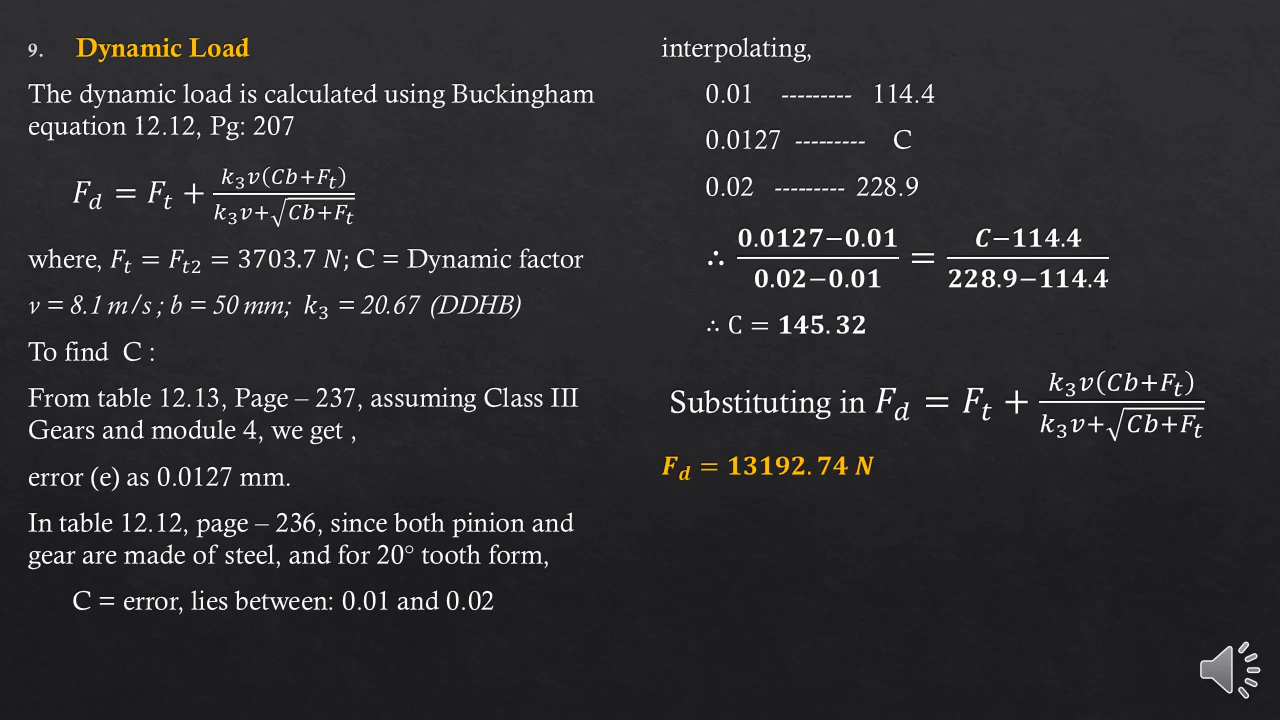 9. Dynamic Load
The dynamic load is calculated using Buckingham
equation 12.12, Pg: 207
𝐹_𝑑 = 𝐹_𝑡 + 𝑘₃𝑣(𝐶𝑏+𝐹_𝑡) / 𝑘₃𝑣+√(𝐶𝑏+𝐹_𝑡)
where, 𝐹_𝑡 = 𝐹_𝑡2 = 3703.7 𝑁; C = Dynamic factor
v = 8.1 m/s ; b = 50 mm; k₃ = 20.67 (DDHB)
To find C :
From table 12.13, Page – 237, assuming Class III
Gears and module 4, we get ,
error (e) as 0.0127 mm.
In table 12.12, page – 236, since both pinion and
gear are made of steel, and for 20° tooth form,
C = error, lies between: 0.01 and 0.02
interpolating,
0.01 --------- 114.4
0.0127 --------- C
0.02 --------- 228.9
∴ 0.0127−0.01 / 0.02−0.01 = 𝐶−114.4 / 228.9−114.4
∴ C = 145.32
Substituting in 𝐹_𝑑 = 𝐹_𝑡 + 𝑘₃𝑣(𝐶𝑏+𝐹_𝑡) / 𝑘₃𝑣+√(𝐶𝑏+𝐹_𝑡)
𝐹_𝑑 = 13192.74 𝑁